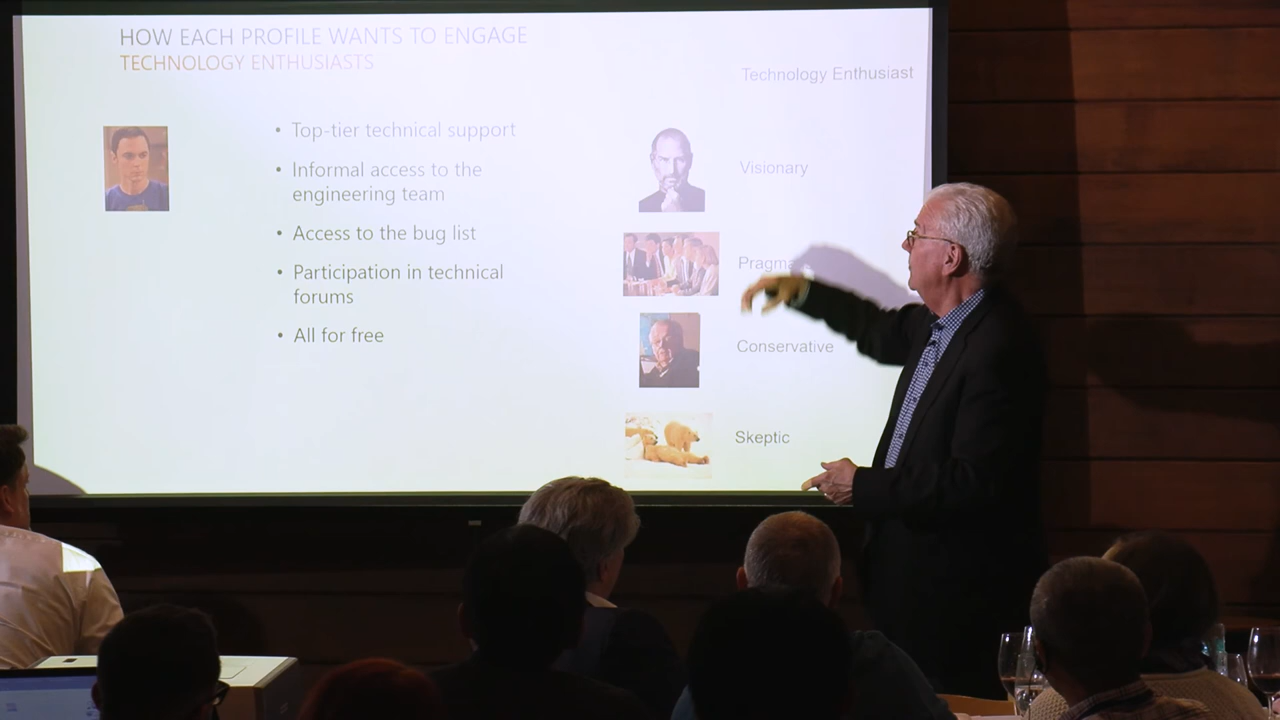 HOW EACH PROFILE WANTS TO ENGAGE
TECHNOLOGY ENTHUSIASTS
• Top-tier technical support
• Informal access to the
engineering team
• Access to the bug list
• Participation in technical
forums
• All for free
Technology Enthusiast
Visionary
Pragma
Conservative
Skeptic